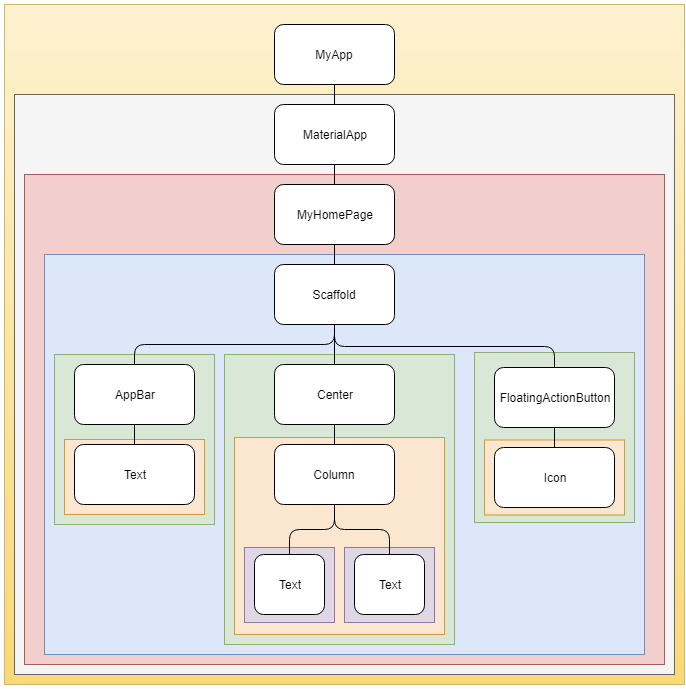 MyApp
MaterialApp
MyHomePage
Scaffold
AppBar
Center
FloatingActionButton
Text
Column
Icon
Text
Text